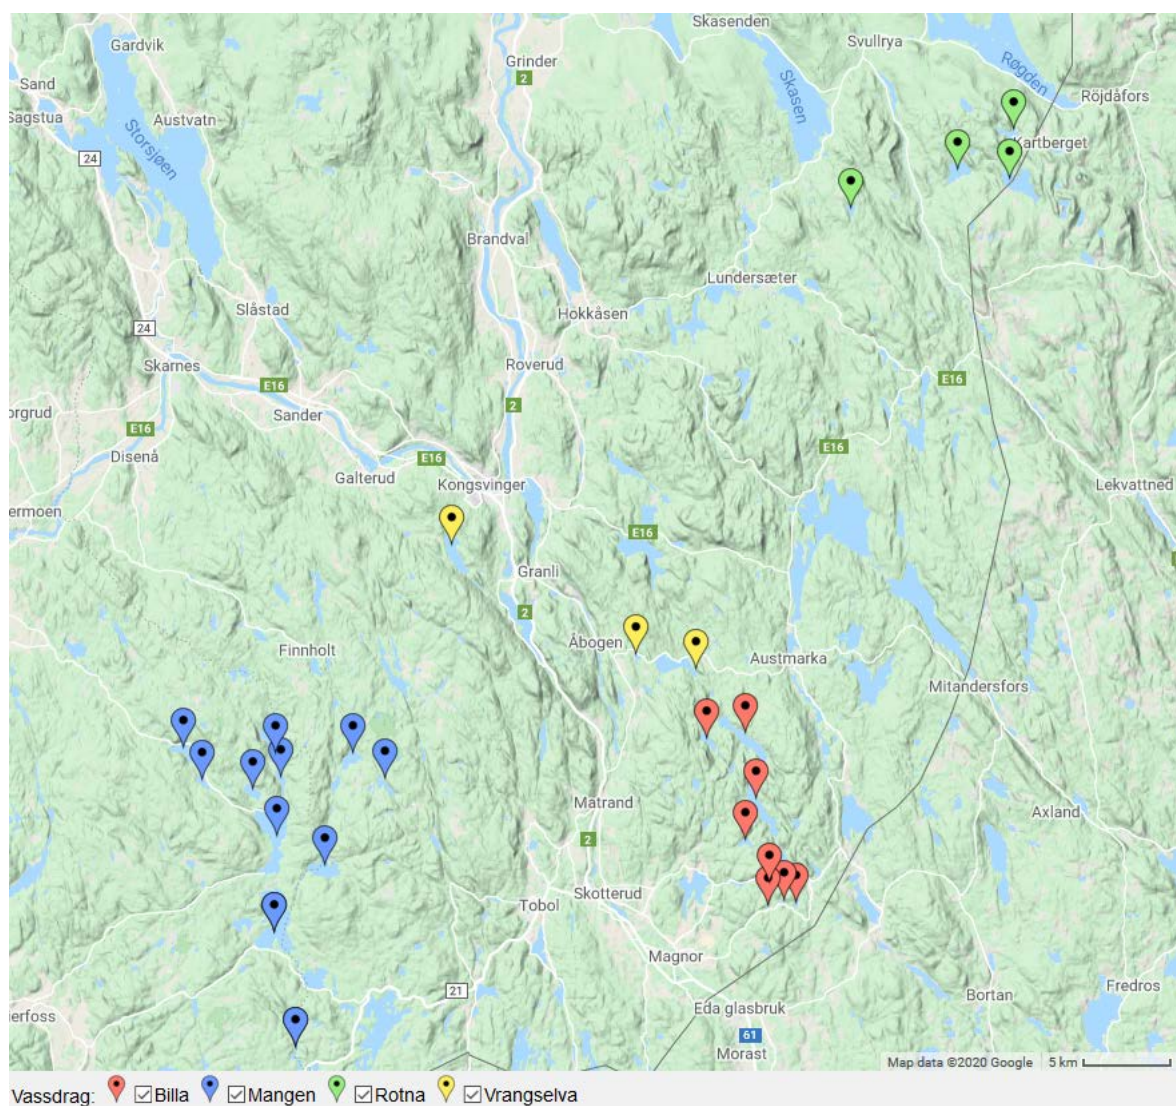 Skasenden
Gardvik
Svullrya
Grinder
2
Røgden
Sand
Skasen
Röjdåfors
Sagstua
Austvatn
Storsjøen
Kartberget
24
Brandval
Lundersæter
Slåstad
Hokkåsen
24
Skarnes
Roverud
E16
E16
orgrud
Sander
2
E16
Disenå
E16
E16
Galterud
Kongsvinger
Lekvattned
ermoen
E16
Granli
2
Finnholt
Åbogen
Austmarka
Mitandersfors
Matrand
Axland
2
Skotterud
Tobol
Magnor
21
Bortan
Fredros
Eda glasbruk
erfoss
61
Morast
Map data ©2020 Google 5 km
Vassdrag: Billa Mangen Rotna Vrangselva